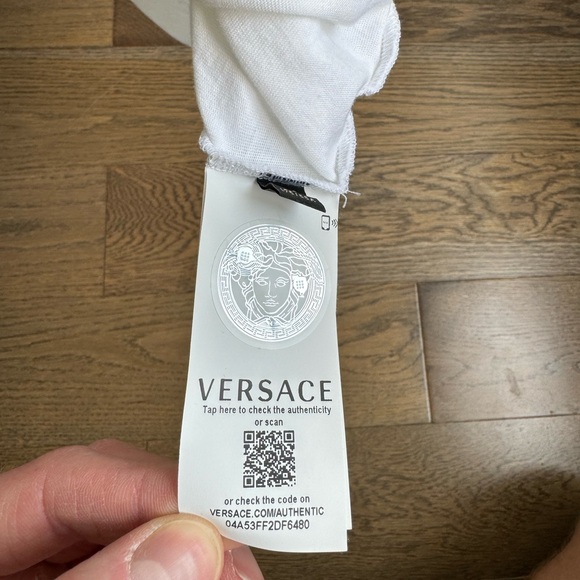 VERSACE
Tap here to check the authenticity
or scan
or check the code on
VERSACE.COM/AUTHENTIC
04A53FF2DF6480